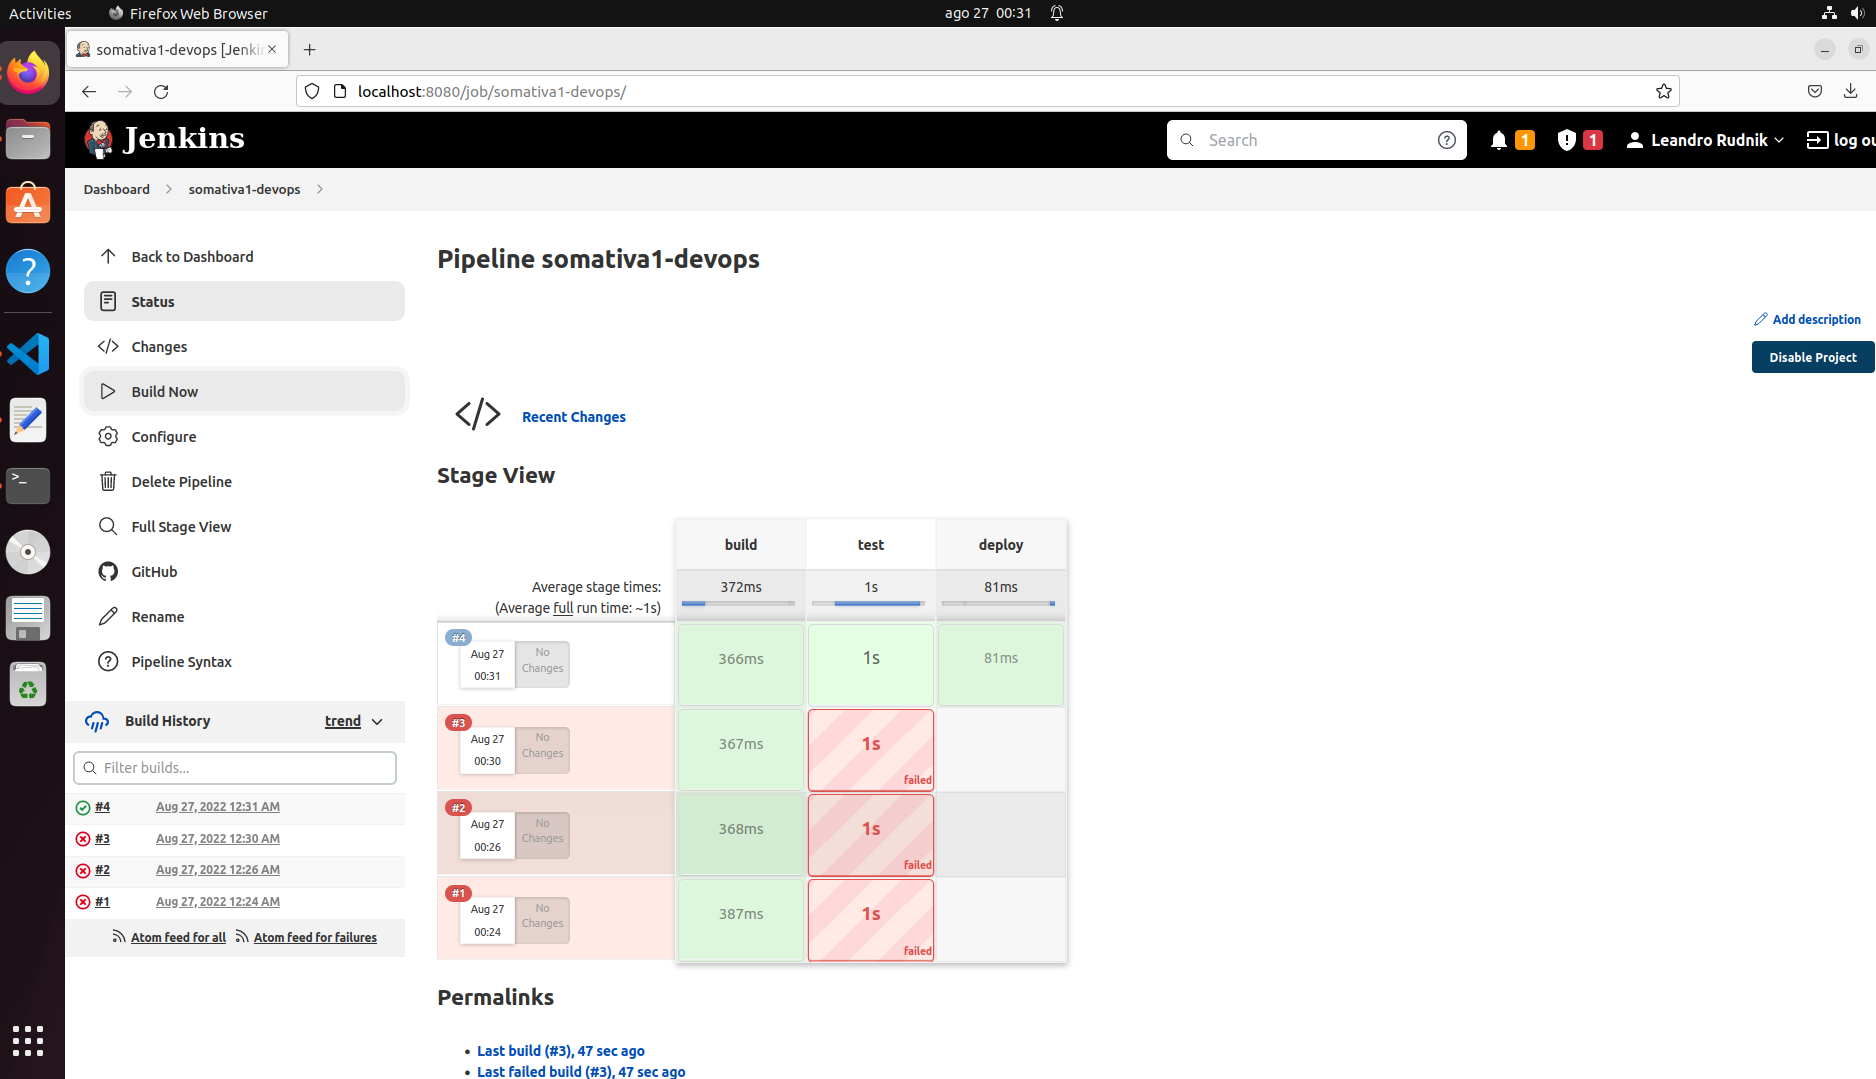 Activities
Firefox Web Browser
ago 27 00:31
somativa1-devops [Jenki
localhost:8080/job/somativa1-devops/
Jenkins
Search
1
1
Leandro Rudnik
log ou
Dashboard
somativa1-devops
Back to Dashboard
Status
Changes
Build Now
Configure
Delete Pipeline
Full Stage View
GitHub
Rename
Pipeline Syntax
Build History
trend
Filter builds...
#4 Aug 27, 2022 12:31 AM
#3 Aug 27, 2022 12:30 AM
#2 Aug 27, 2022 12:26 AM
#1 Aug 27, 2022 12:24 AM
Atom feed for all
Atom feed for failures
Pipeline somativa1-devops
Add description
Disable Project
Recent Changes
Stage View
build test deploy
Average stage times: 372ms 1s 81ms
(Average full run time: ~1s)
#4
Aug 27
00:31
No
Changes
366ms
1s
81ms
#3
Aug 27
00:30
No
Changes
367ms
1s
failed
#2
Aug 27
00:26
No
Changes
368ms
1s
failed
#1
Aug 27
00:24
No
Changes
387ms
1s
failed
Permalinks
Last build (#3), 47 sec ago
Last failed build (#3), 47 sec ago